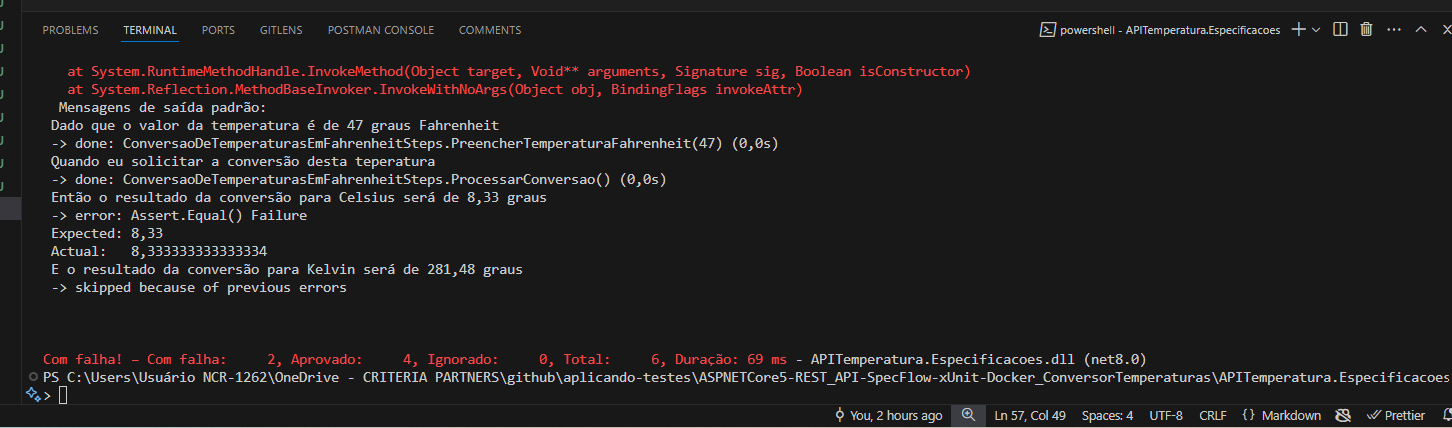 PROBLEMS TERMINAL PORTS GITLENS POSTMAN CONSOLE COMMENTS powershell - APITemperatura.Especificacoes
at System.RuntimeMethodHandle.InvokeMethod(Object target, Void** arguments, Signature sig, Boolean isConstructor)
at System.Reflection.MethodBaseInvoker.InvokeWithNoArgs(Object obj, BindingFlags invokeAttr)
Mensagens de saída padrão:
Dado que o valor da temperatura é de 47 graus Fahrenheit
-> done: ConversaoDeTemperaturasEmFahrenheitSteps.PreencherTemperaturaFahrenheit(47) (0,0s)
Quando eu solicitar a conversão desta teperatura
-> done: ConversaoDeTemperaturasEmFahrenheitSteps.ProcessarConversao() (0,0s)
Então o resultado da conversão para Celsius será de 8,33 graus
-> error: Assert.Equal() Failure
Expected: 8,33
Actual:   8,333333333333334
E o resultado da conversão para Kelvin será de 281,48 graus
-> skipped because of previous errors
Com falha! – Com falha:     2, Aprovado:     4, Ignorado:     0, Total:     6, Duração: 69 ms - APITemperatura.Especificacoes.dll (net8.0)
PS C:\Users\Usuário NCR-1262\OneDrive - CRITERIA PARTNERS\github\aplicando-testes\ASPNETCore5-REST_API-SpecFlow-xUnit-Docker_ConversorTemperaturas\APITemperatura.Especificacoes
>
You, 2 hours ago Ln 57, Col 49 Spaces: 4 UTF-8 CRLF {} Markdown Prettier